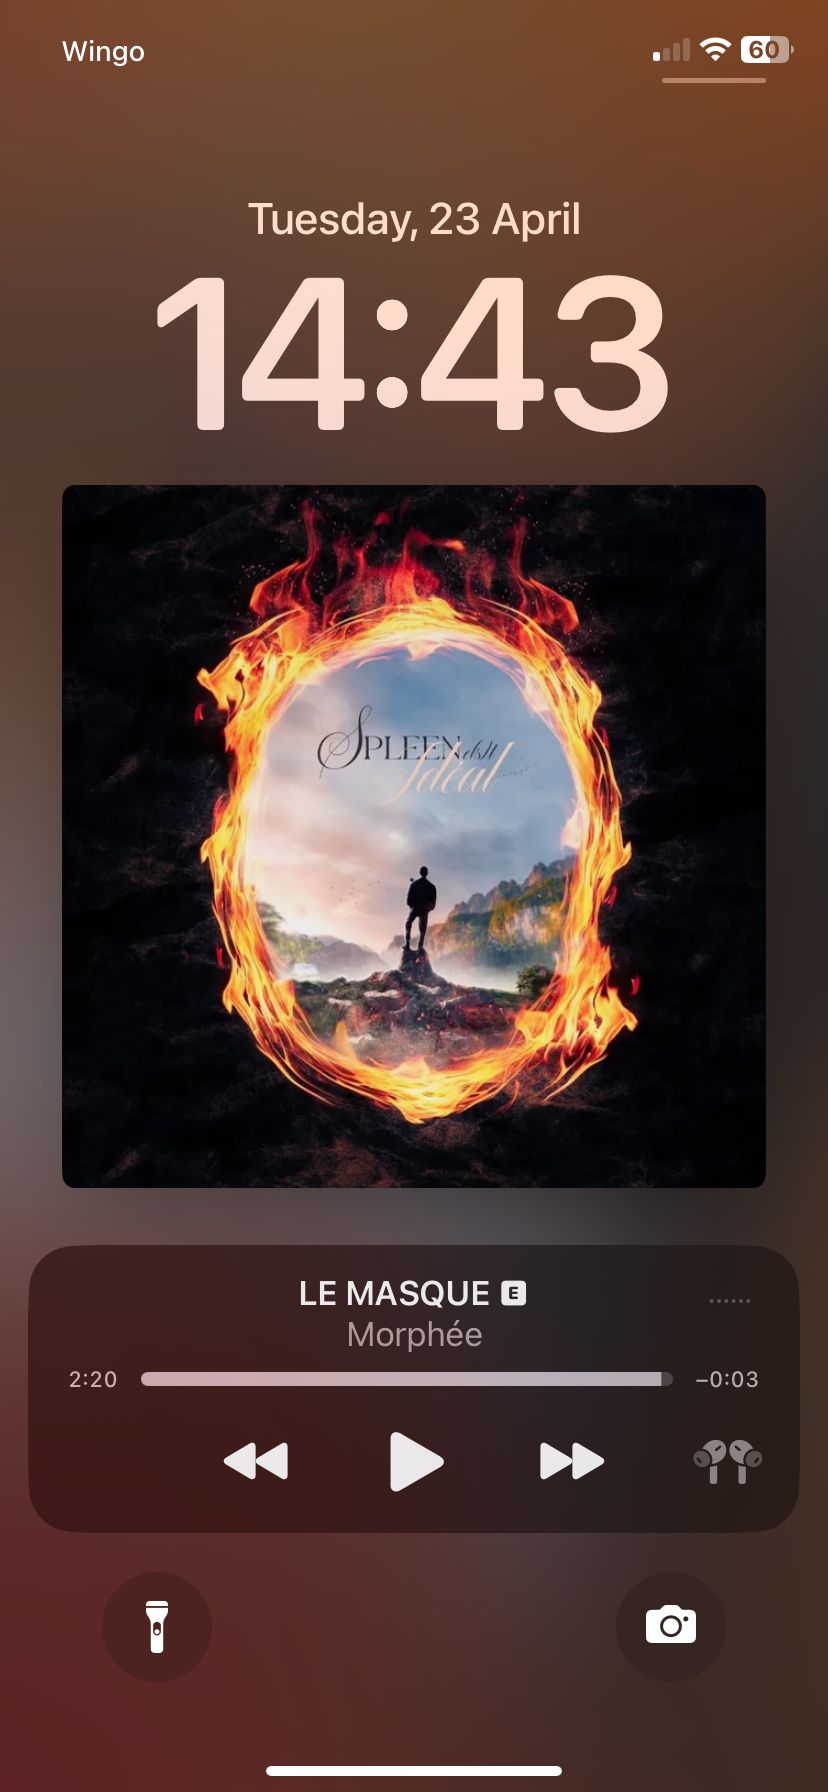 Wingo
60
Tuesday, 23 April
14:43
SPLEEN
Idéal
LE MASQUE E
Morphée
2:20
−0:03